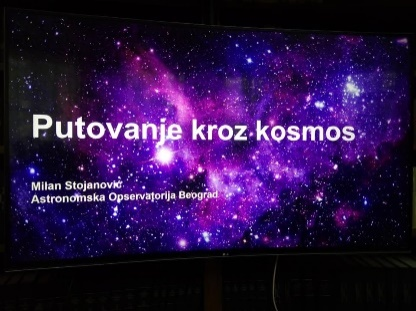 Putovanje kroz kosmos
Milan Stojanović
Astronomska Opservatorija Beograd